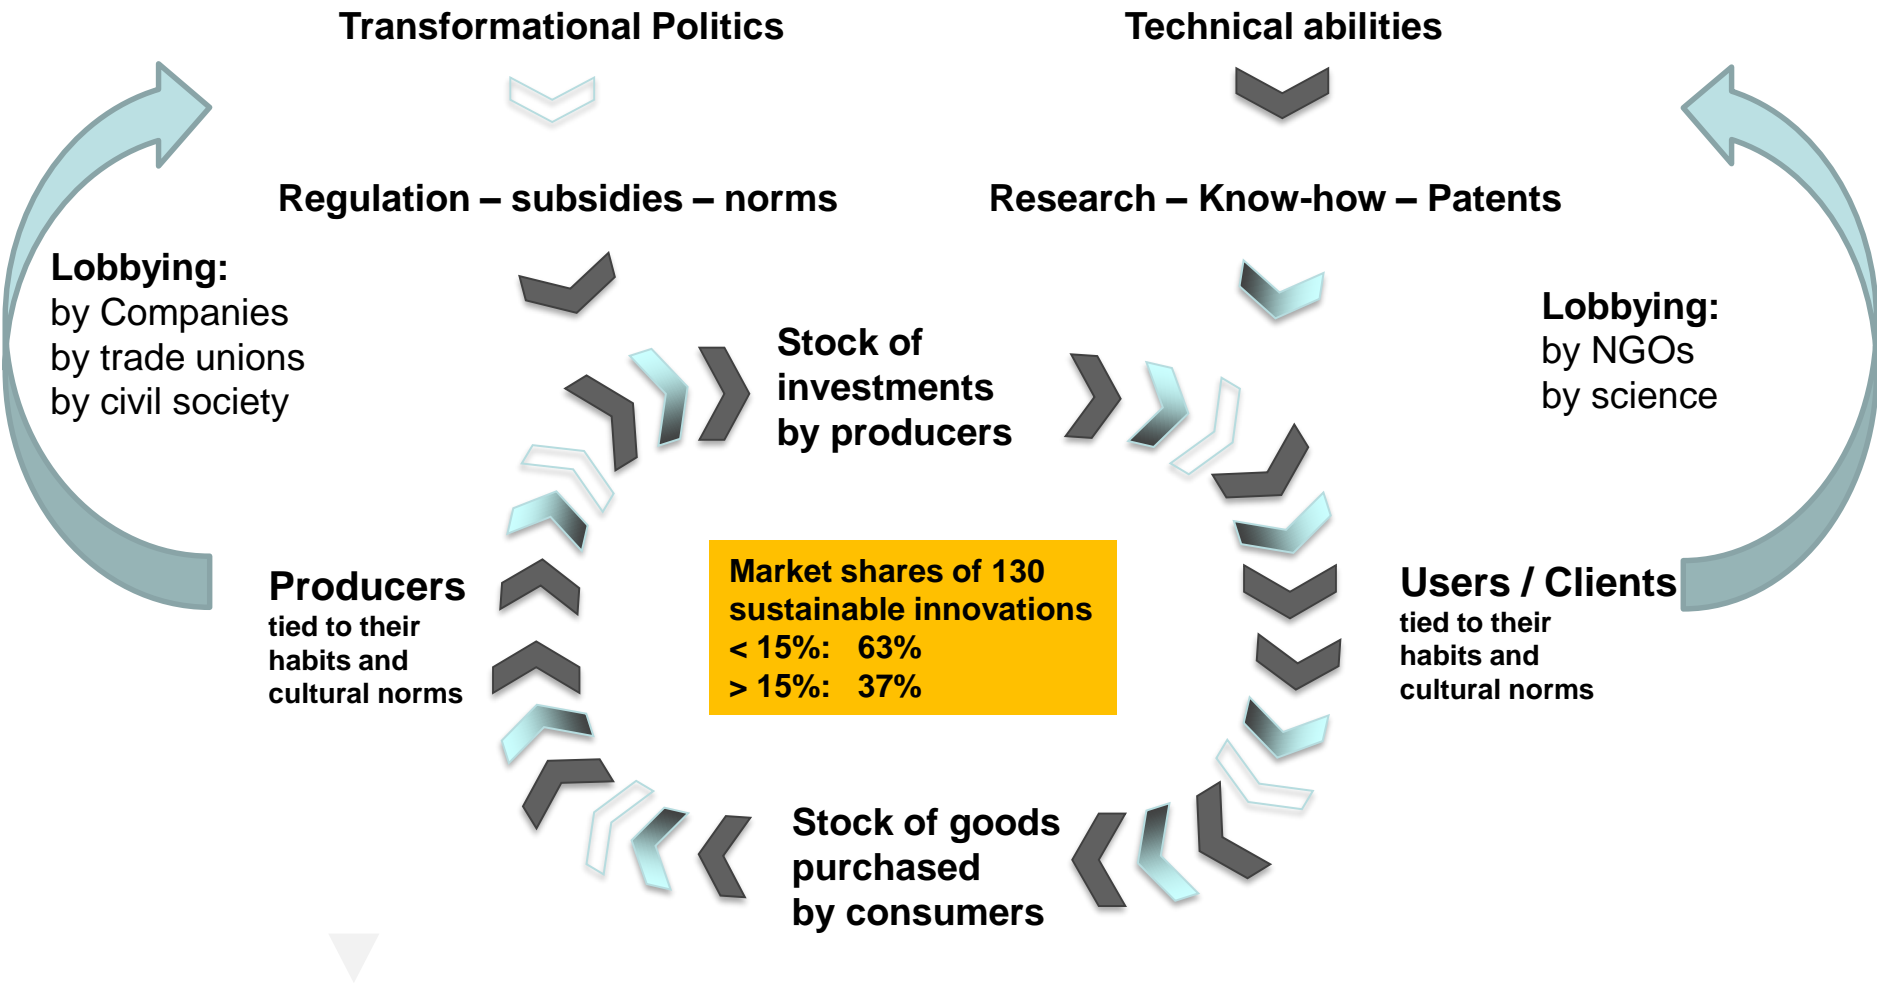 Transformational Politics
Technical abilities
Regulation – subsidies – norms
Research – Know-how – Patents
Lobbying:
by Companies
by trade unions
by civil society
Lobbying:
by NGOs
by science
Stock of
investments
by producers
Producers
tied to their
habits and
cultural norms
Market shares of 130
sustainable innovations
< 15%: 63%
> 15%: 37%
Users / Clients
tied to their
habits and
cultural norms
Stock of goods
purchased
by consumers